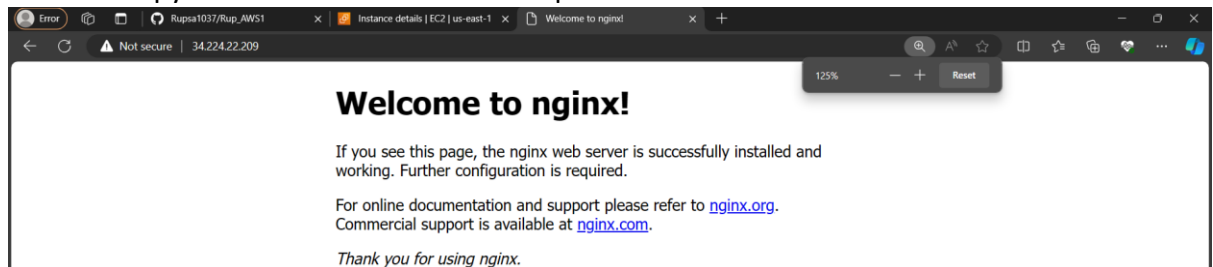 Error
Rupsa1037/Rup_AWS1
Instance details | EC2 | us-east-1
Welcome to nginx!
Not secure | 34.224.22.209
125%
Reset
Welcome to nginx!
If you see this page, the nginx web server is successfully installed and
working. Further configuration is required.
For online documentation and support please refer to nginx.org.
Commercial support is available at nginx.com.
Thank you for using nginx.